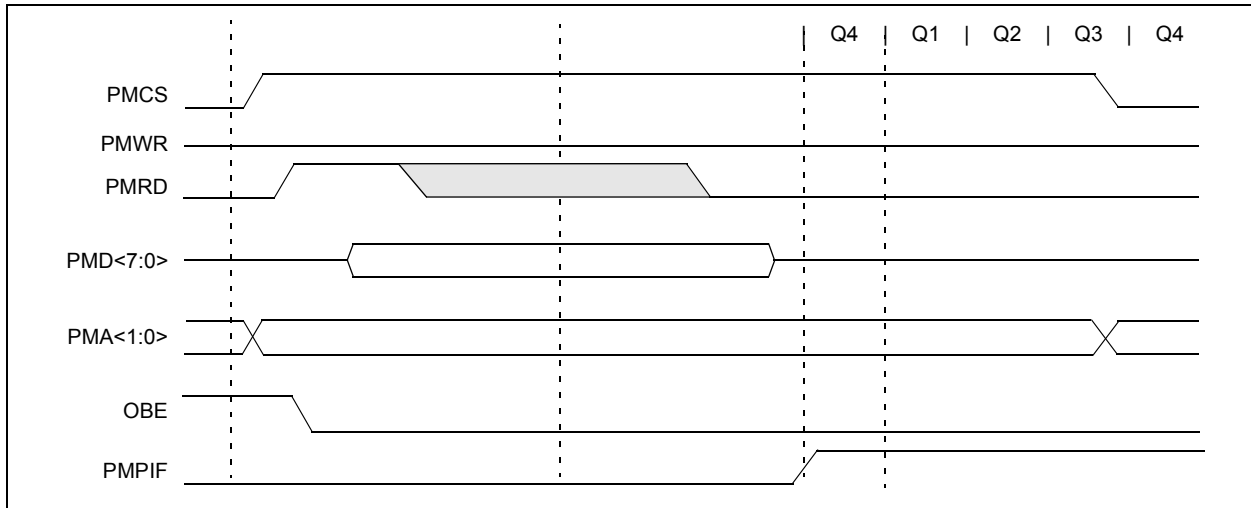 | Q4 | Q1 | Q2 | Q3 | Q4
PMCS
PMWR
PMRD
PMD<7:0>
PMA<1:0>
OBE
PMPIF